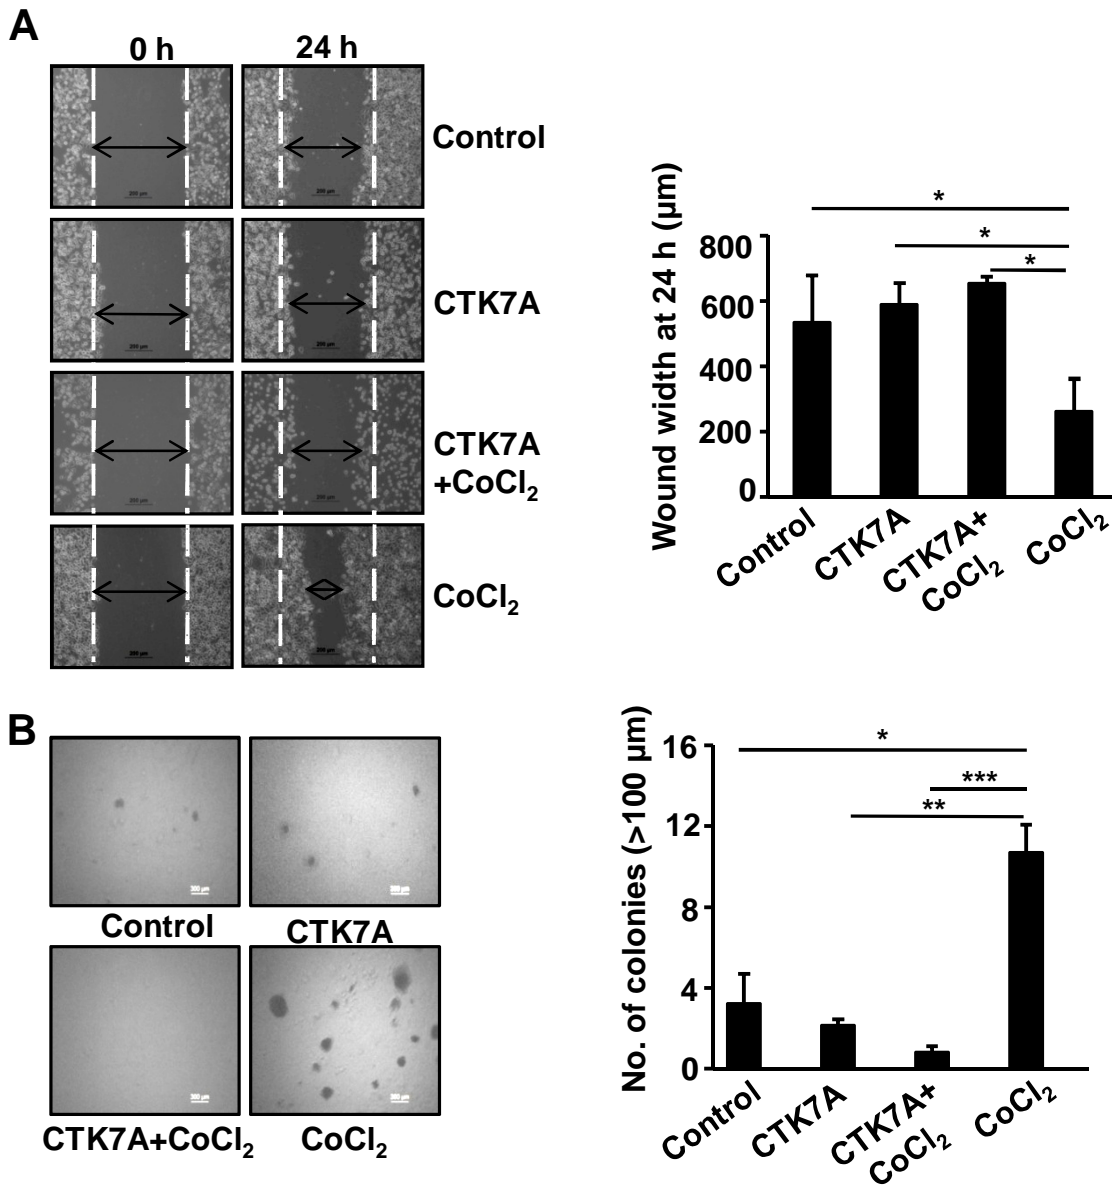 A
0 h
24 h
Control
CTK7A
CTK7A
+CoCl₂
CoCl₂
Wound width at 24 h (µm)
800
600
400
200
0
*
*
*
Control
CTK7A
CTK7A+
CoCl₂
CoCl₂
B
Control
CTK7A
CTK7A+CoCl₂
CoCl₂
No. of colonies (>100 µm)
16
12
8
4
0
*
***
**
Control
CTK7A
CTK7A+
CoCl₂
CoCl₂